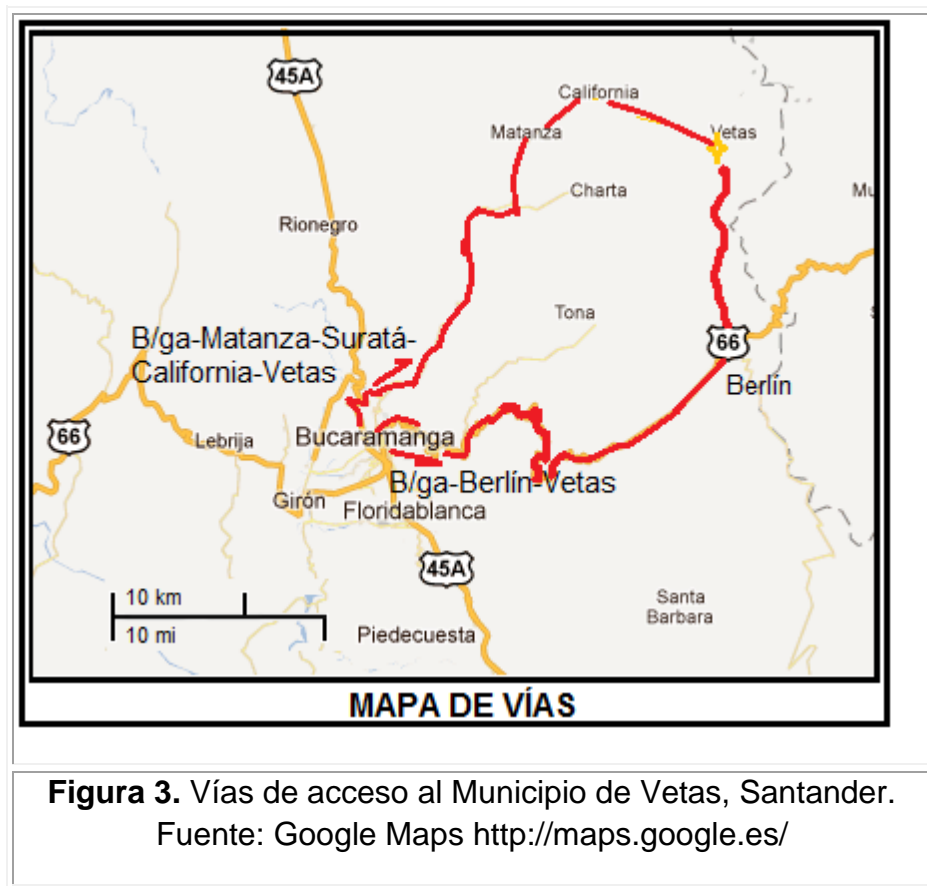 45A
California
Matanza
Vetas
Charta
Mu
Rionegro
Tona
B/ga-Matanza-Suratá-
California-Vetas
66
Berlín
66
Lebrija
Bucaramanga
B/ga-Berlín-Vetas
Girón
Floridablanca
45A
10 km
10 mi
Santa
Barbara
Piedecuesta
MAPA DE VÍAS
Figura 3. Vías de acceso al Municipio de Vetas, Santander.
Fuente: Google Maps http://maps.google.es/